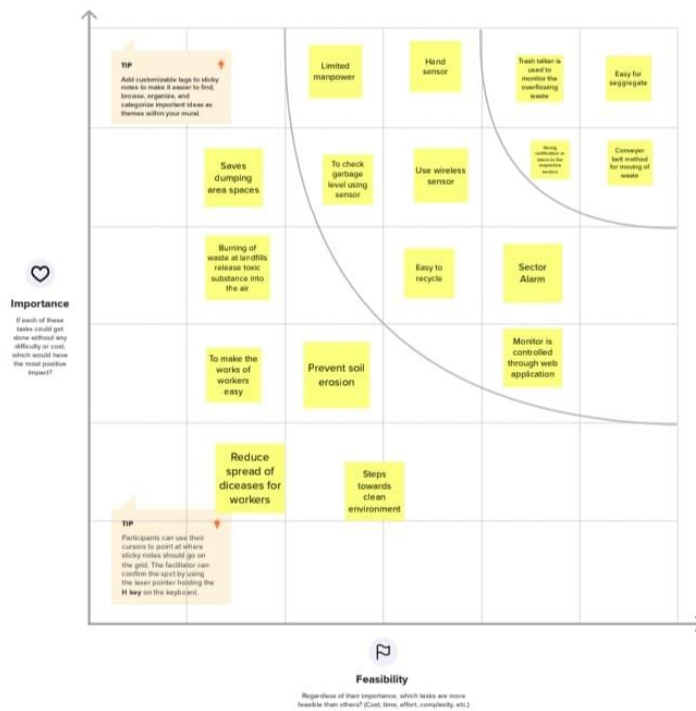 TIP
Add customizable tags to sticky
notes to make it easier to find,
browse, organize, and
categorize important ideas as
themes within your mural.
Limited
manpower
Hand
sensor
Trash talker is
used to
monitor the
overflowing
waste
Easy for
seggregate
Saves
dumping
area spaces
To check
garbage
level using
sensor
Use wireless
sensor
Conveyer
belt method
for moving of
waste
Burning of
waste at landfills
release toxic
substance into
the air
Easy to
recycle
Sector
Alarm
Importance
If each of these
tasks could get
done without any
difficulty or cost,
which would have
the most positive
impact?
To make the
works of
workers
easy
Prevent soil
erosion
Monitor is
controlled
through web
application
Reduce
spread of
diceases for
workers
Steps
towards
clean
environment
TIP
Participants can use their
cursors to point at where
sticky notes should go on
the grid. The facilitator can
confirm the spot by using
the laser pointer holding the
H key on the keyboard.
Feasibility
Regardless of their importance, which tasks are more
feasible than others? (Cost, time, effort, complexity, etc.)